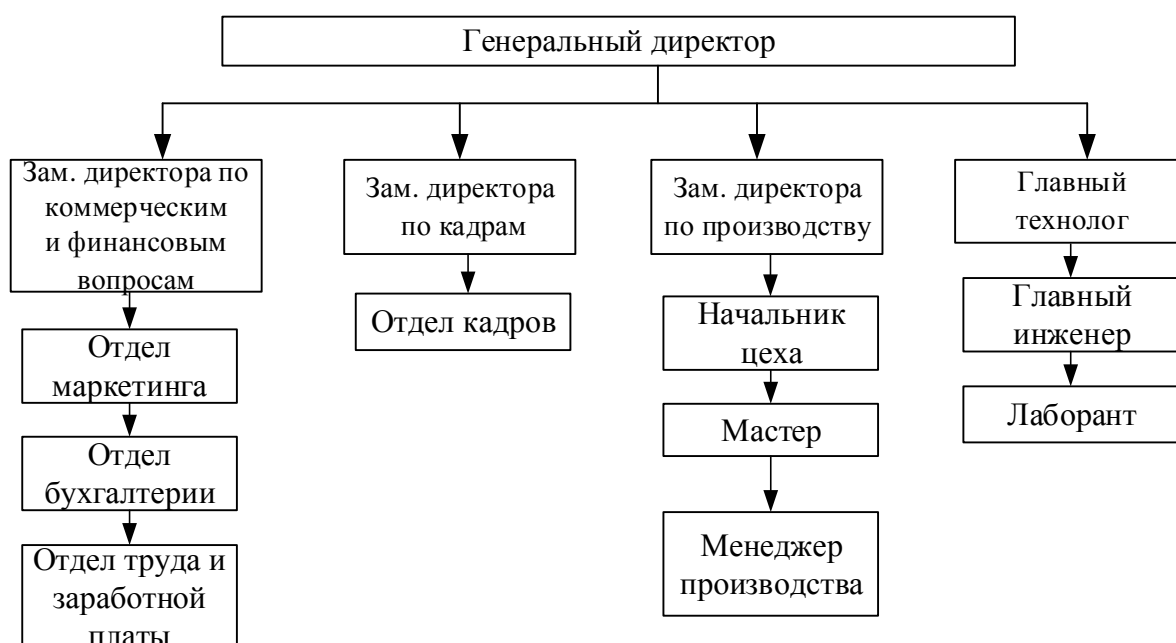 Генеральный директор
Зам. директора по
коммерческим
и финансовым
вопросам
Отдел
маркетинга
Отдел
бухгалтерии
Отдел труда и
заработной
платы
Зам. директора
по кадрам
Отдел кадров
Зам. директора
по производству
Начальник
цеха
Мастер
Менеджер
производства
Главный
технолог
Главный
инженер
Лаборант